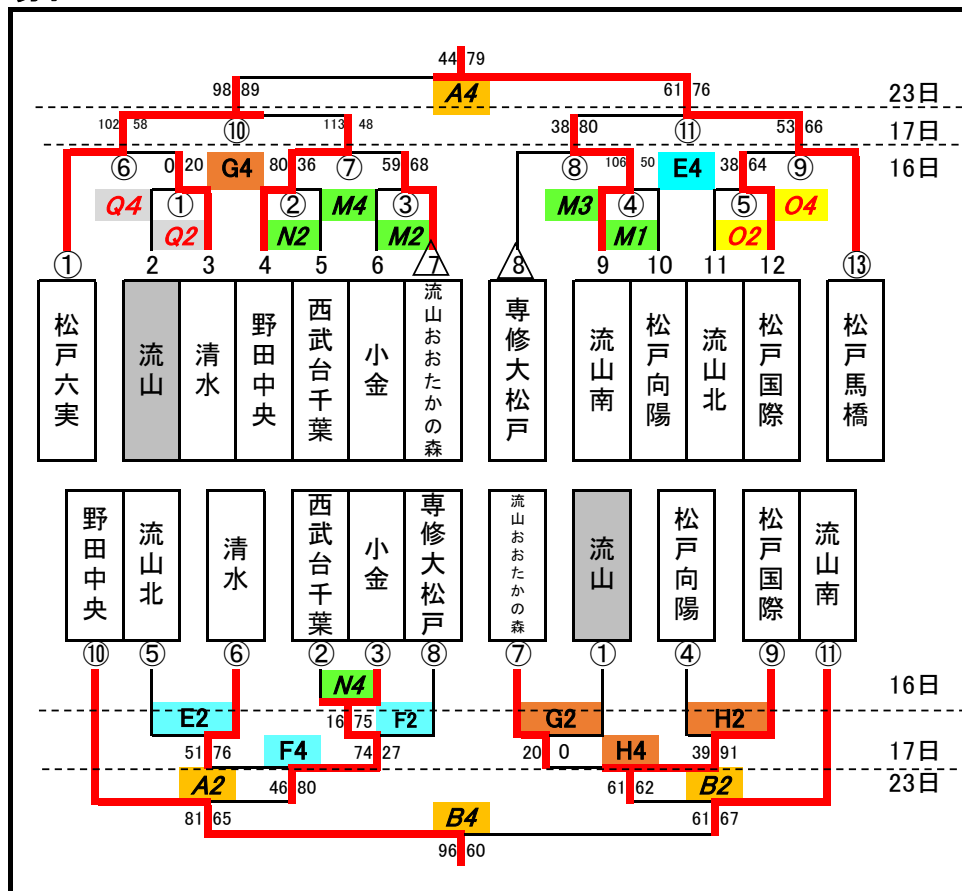 44 79
98 89 A4 61 76 23日
102 58 ⑩ 113 48 38 80 ⑪ 53 66 17日
⑥ 0 20 G4 80 36 ⑦ 59 68 ⑧ 106 50 E4 38 64 ⑨ 16日
Q4 ① ② M4 ③ M3 ④ ⑤ O4
Q2 N2 M2 M1 O2
① 2 3 4 5 6 7 8 9 10 11 12 ⑬
松戸六実
流山
清水
野田中央
西武台千葉
小金
流山おおたかの森
専修大松戸
流山南
松戸向陽
流山北
松戸国際
松戸馬橋
野田中央
流山北
清水
西武台千葉
小金
専修大松戸
流山おおたかの森
流山
松戸向陽
松戸国際
流山南
⑩ ⑤ ⑥ ② ③ ⑧ ⑦ ① ④ ⑨ ⑪
N4 16日
E2 16 75 F2 G2 H2
51 76 F4 74 27 20 0 H4 39 91 17日
A2 46 80 61 62 B2 23日
81 65 B4 61 67
96 60